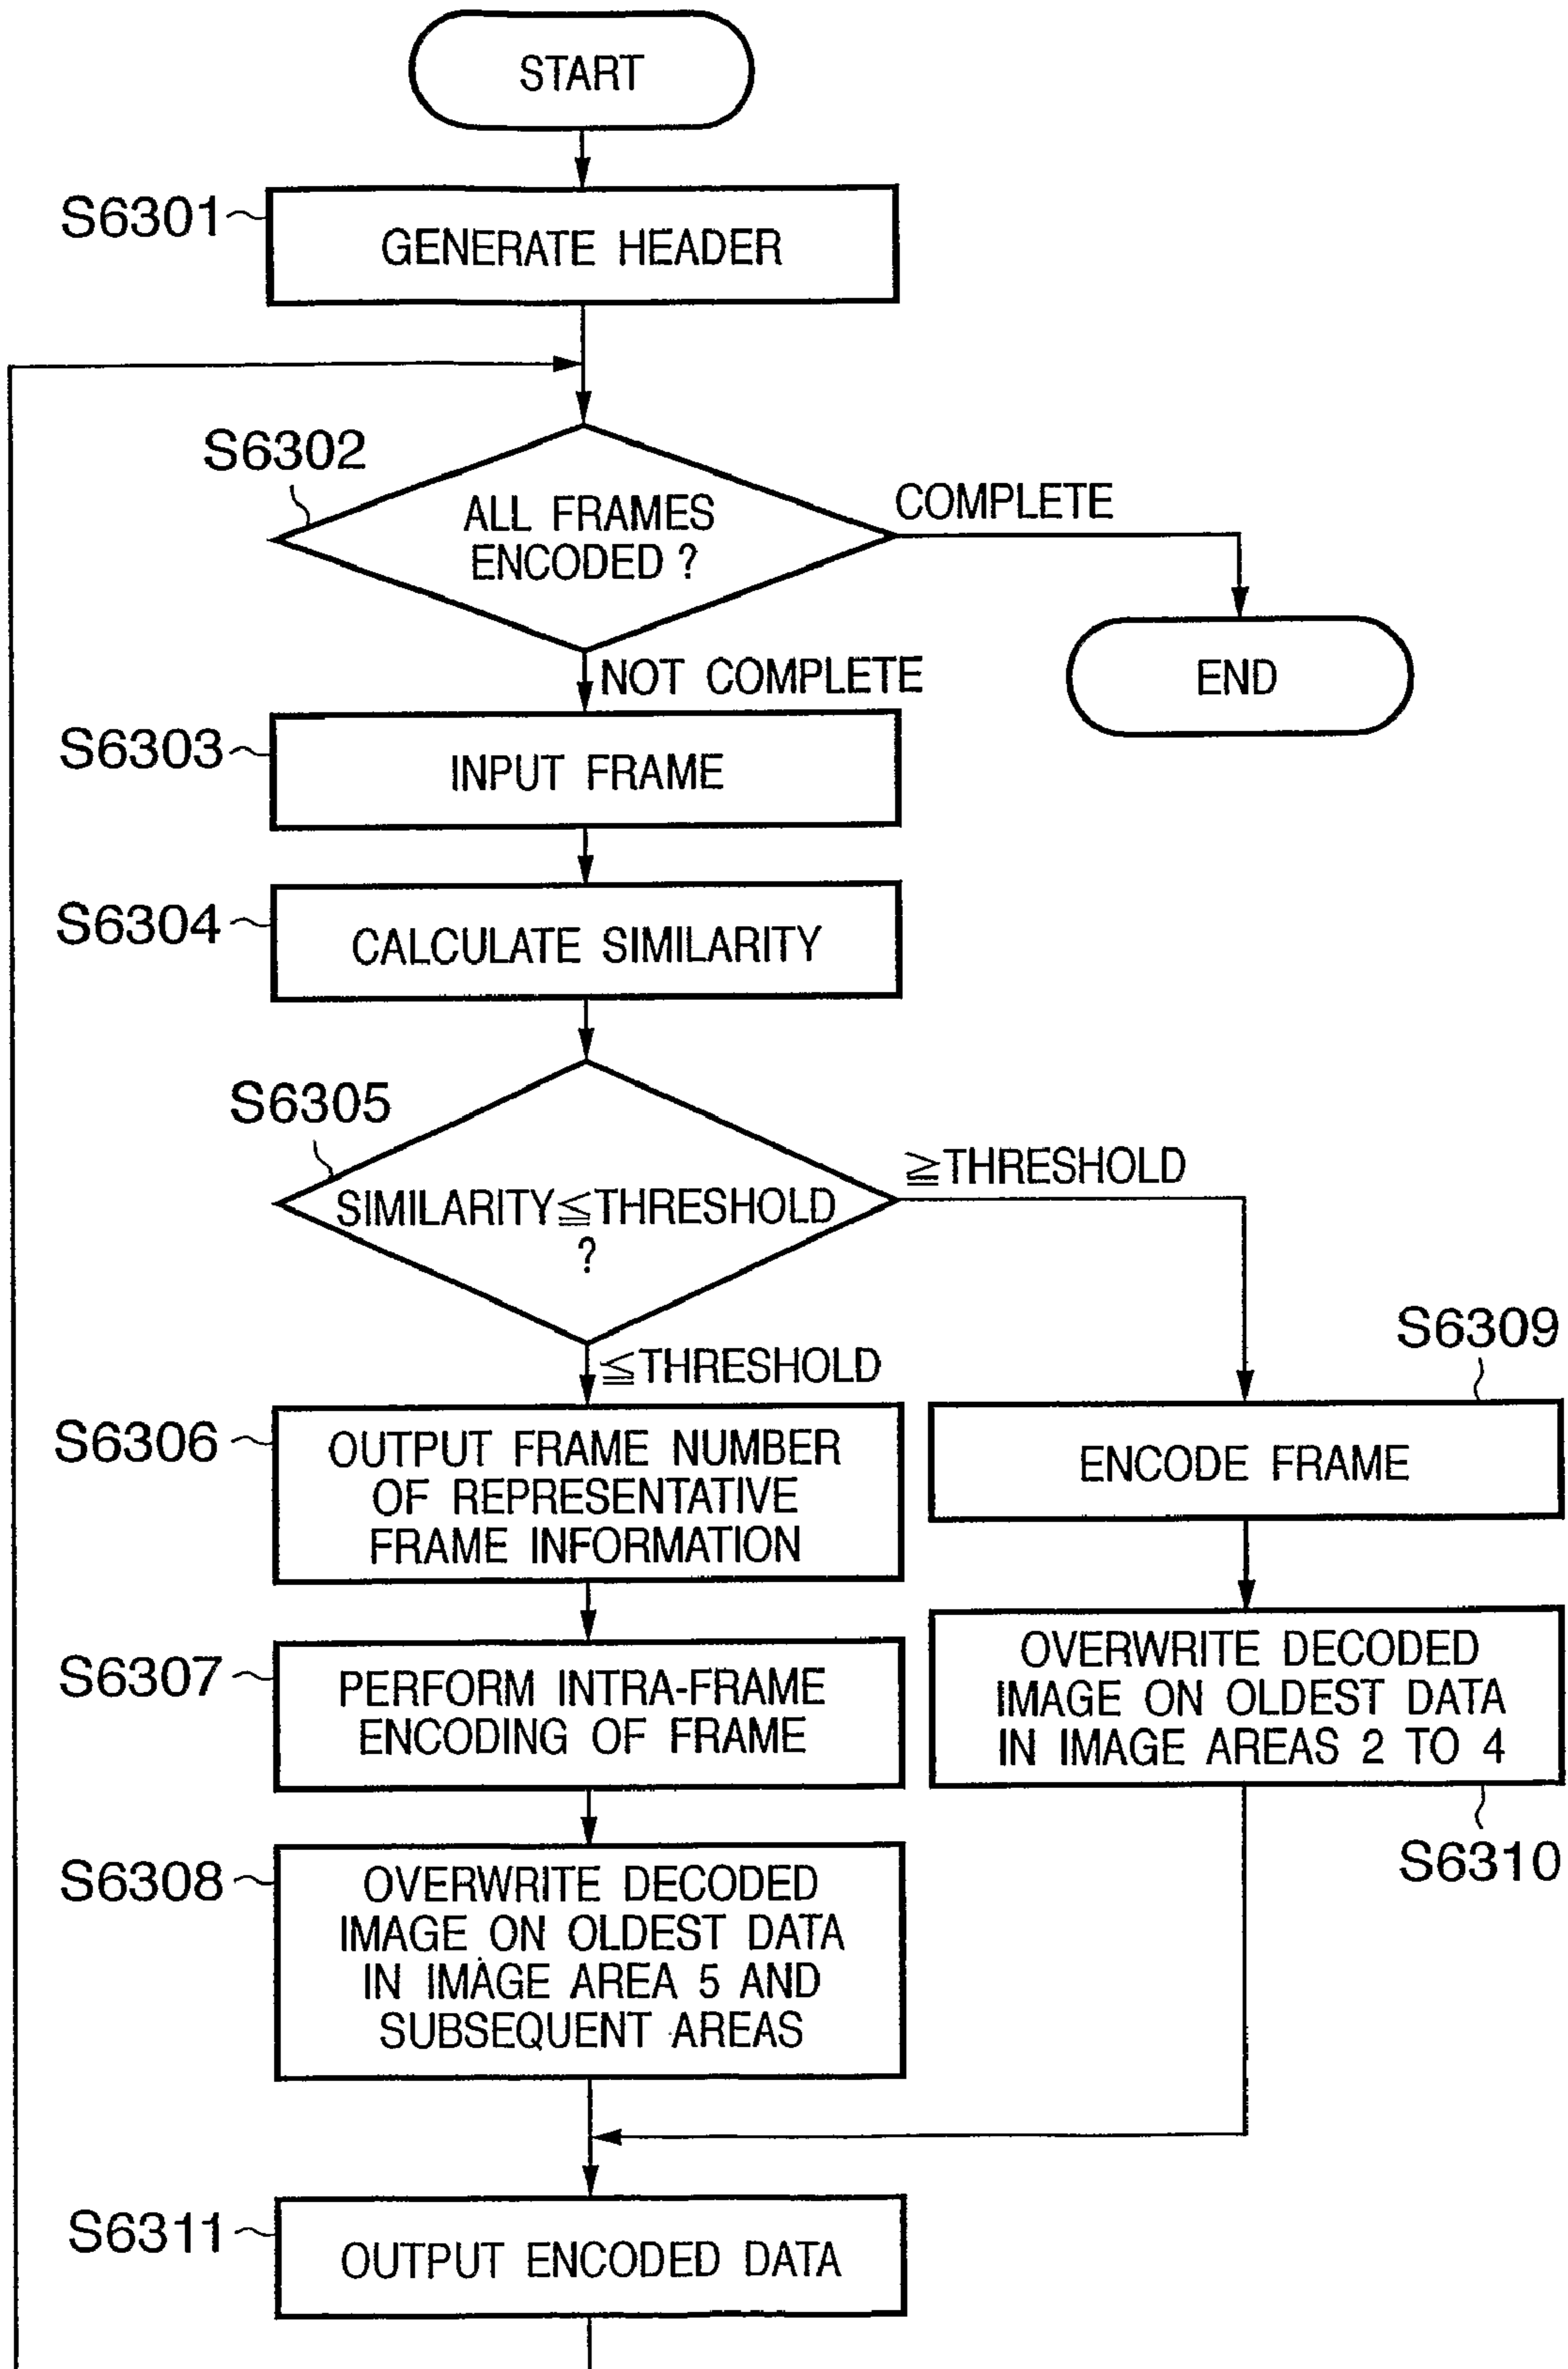 START
S6301
GENERATE HEADER
S6302
ALL FRAMES
ENCODED ?
COMPLETE
END
NOT COMPLETE
S6303
INPUT FRAME
S6304
CALCULATE SIMILARITY
S6305
SIMILARITY≦THRESHOLD
?
≧THRESHOLD
≦THRESHOLD
S6306
OUTPUT FRAME NUMBER
OF REPRESENTATIVE
FRAME INFORMATION
S6309
ENCODE FRAME
S6307
PERFORM INTRA-FRAME
ENCODING OF FRAME
OVERWRITE DECODED
IMAGE ON OLDEST DATA
IN IMAGE AREAS 2 TO 4
S6310
S6308
OVERWRITE DECODED
IMAGE ON OLDEST DATA
IN IMAGE AREA 5 AND
SUBSEQUENT AREAS
S6311
OUTPUT ENCODED DATA